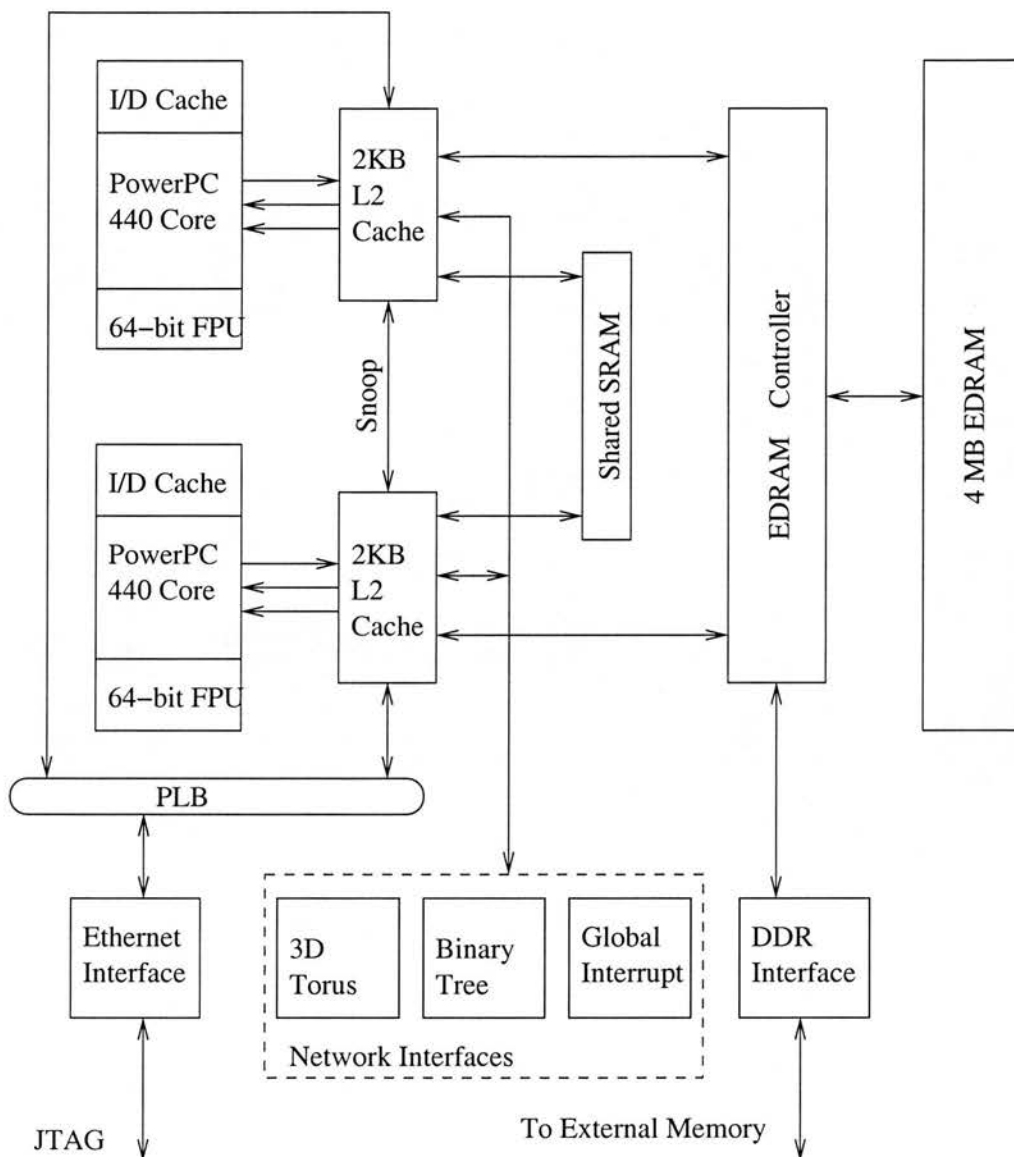 I/D Cache
PowerPC
440 Core
64−bit FPU
2KB
L2
Cache
Snoop
Shared SRAM
EDRAM Controller
4 MB EDRAM
I/D Cache
PowerPC
440 Core
64−bit FPU
2KB
L2
Cache
PLB
Ethernet
Interface
3D
Torus
Binary
Tree
Global
Interrupt
Network Interfaces
DDR
Interface
JTAG
To External Memory